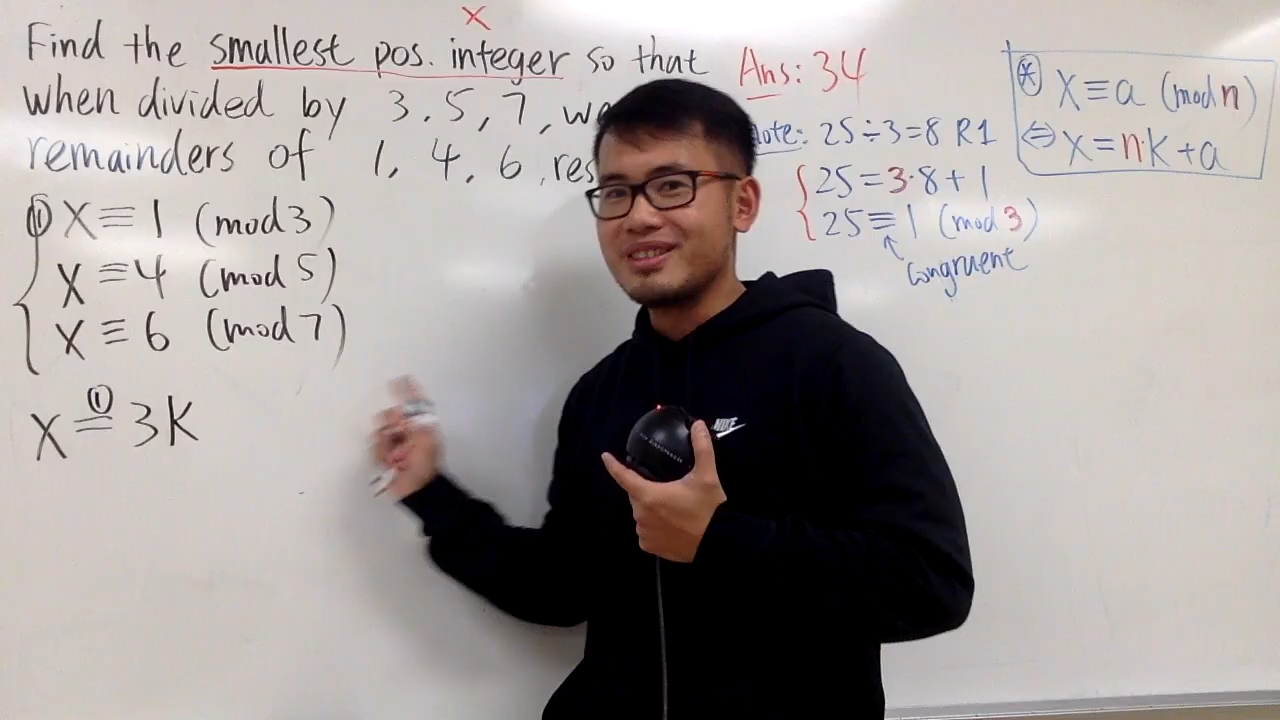 X
Find the smallest pos. integer so that
when divided by 3, 5, 7, we
remainders of 1, 4, 6, res
① X ≡ 1 (mod 3)
X ≡ 4 (mod 5)
X ≡ 6 (mod 7)
X ① = 3K
Ans: 34
Note: 25 ÷ 3 = 8 R1
25 = 3·8 + 1
25 ≡ 1 (mod 3)
congruent
⊛ X ≡ a (mod n)
⇔ X = n·K + a
NIKE